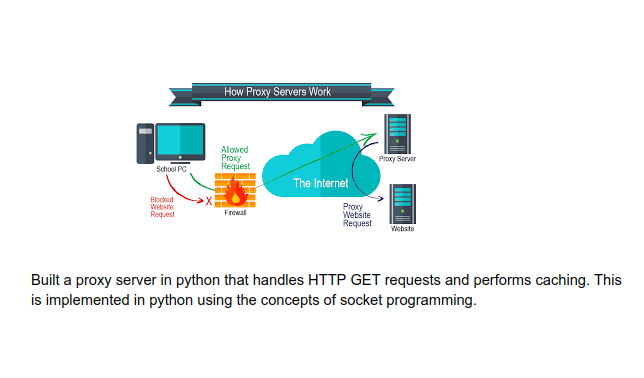 How Proxy Servers Work
Allowed
Proxy
Request
School PC
Proxy Server
The Internet
Blocked
Website
Request
X
Firewall
Proxy
Website
Request
Website
Built a proxy server in python that handles HTTP GET requests and performs caching. This
is implemented in python using the concepts of socket programming.